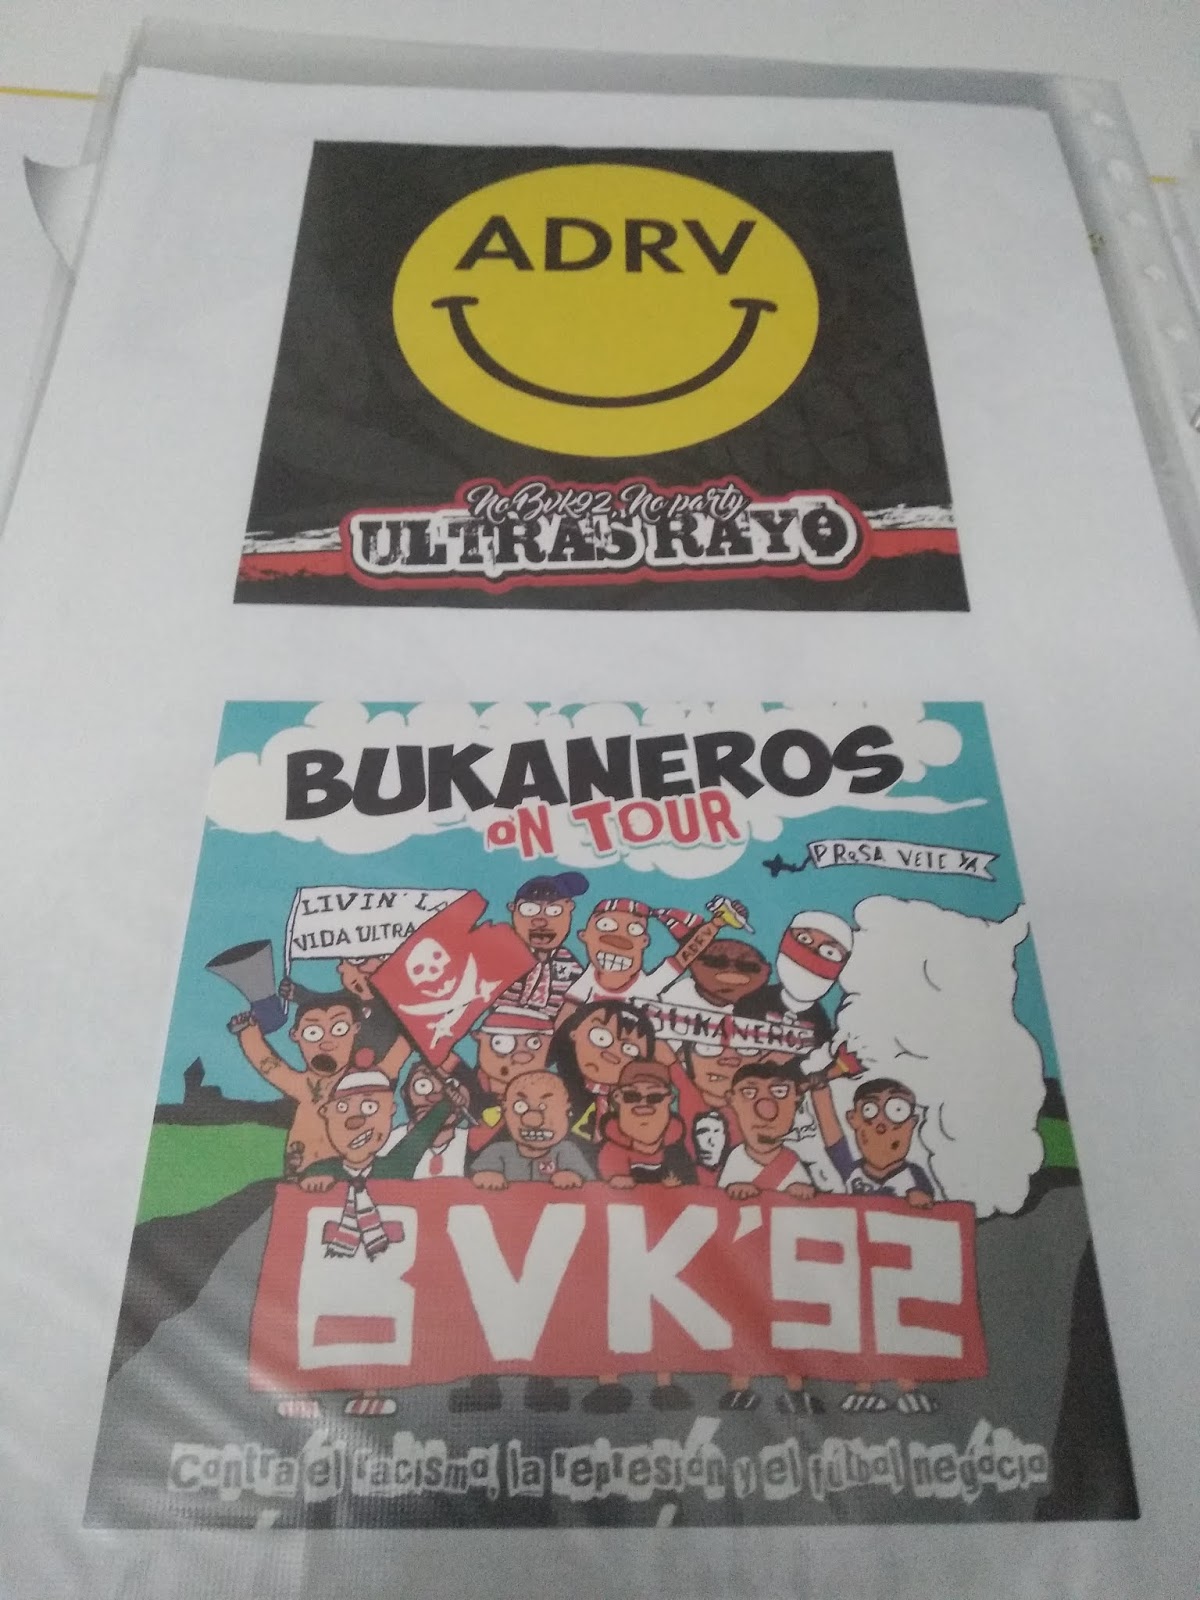 ADRV
No Bvk92, No party
ULTRAS RAYO
BUKANEROS
ON TOUR
PRESA VETE YA
LIVIN' LA
VIDA ULTRA
ADRV
BUKANEROS
BVK'92
Contra el racismo, la represión y el fútbol negocio